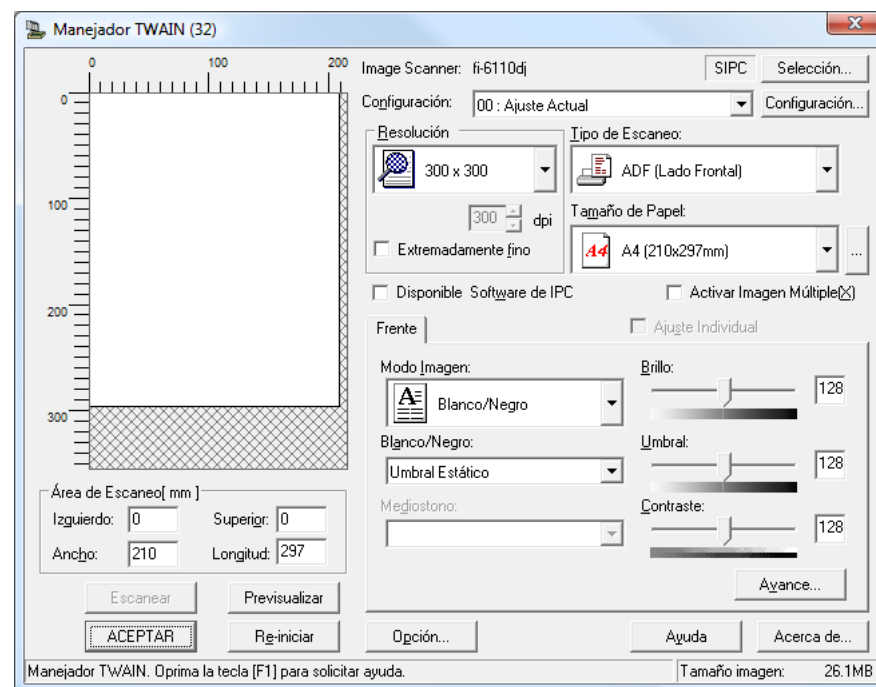 Manejador TWAIN (32)
0 100 200
0
100
200
300
Image Scanner: fi-6110dj SIPC Selección...
Configuración: 00 : Ajuste Actual Configuración...
Resolución
300 x 300
300 dpi
Extremadamente fino
Tipo de Escaneo:
ADF (Lado Frontal)
Tamaño de Papel:
A4 A4 (210x297mm) ...
Disponible Software de IPC Activar Imagen Múltiple(X)
Frente Ajuste Individual
Modo Imagen:
A Blanco/Negro
Blanco/Negro:
Umbral Estático
Mediostono:
Brillo:
128
Umbral:
128
Contraste:
128
Avance...
Área de Escaneo[ mm ]
Izquierdo: 0 Superior: 0
Ancho: 210 Longitud: 297
Escanear Previsualizar
ACEPTAR Re-iniciar Opción... Ayuda Acerca de...
Manejador TWAIN. Oprima la tecla [F1] para solicitar ayuda. Tamaño imagen: 26.1MB